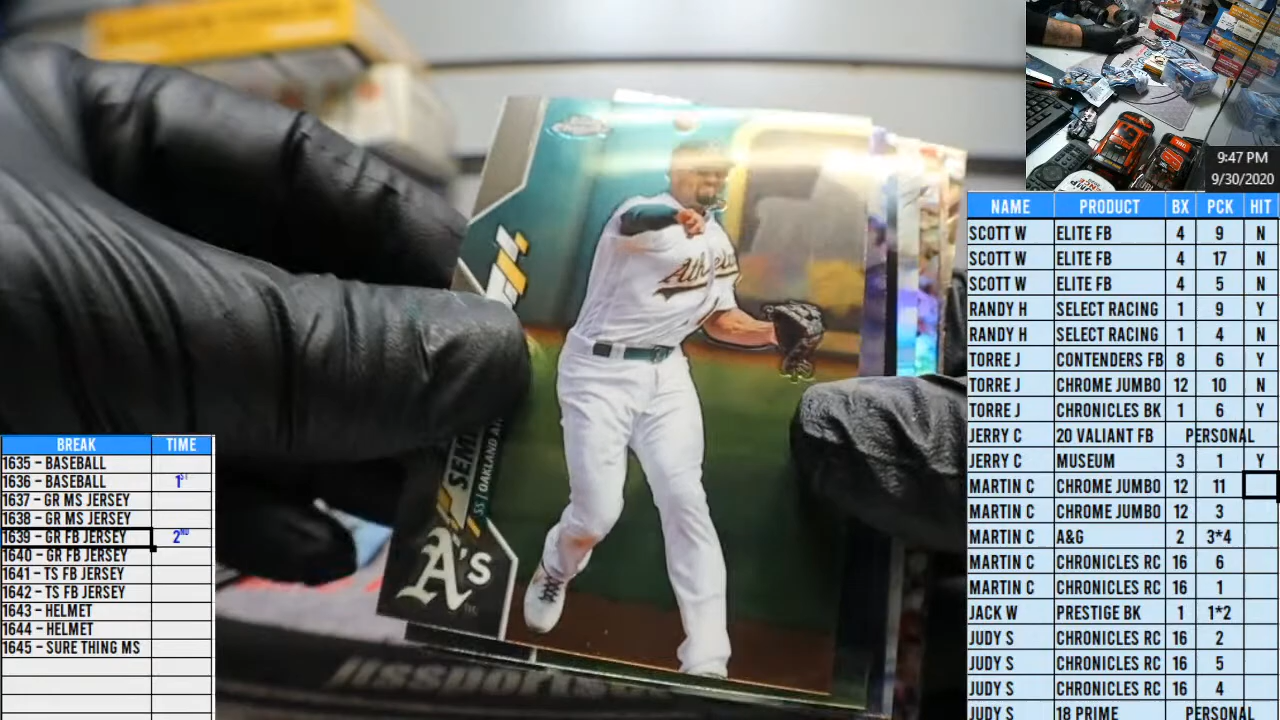 9:47 PM
9/30/2020
NAME PRODUCT BX PCK HIT
SCOTT W ELITE FB 4 9 N
SCOTT W ELITE FB 4 17 N
SCOTT W ELITE FB 4 5 N
RANDY H SELECT RACING 1 9 Y
RANDY H SELECT RACING 1 4 N
TORRE J CONTENDERS FB 8 6 Y
TORRE J CHROME JUMBO 12 10 N
TORRE J CHRONICLES BK 1 6 Y
JERRY C 20 VALIANT FB PERSONAL
JERRY C MUSEUM 3 1 Y
MARTIN C CHROME JUMBO 12 11
MARTIN C CHROME JUMBO 12 3
MARTIN C A&G 2 3*4
MARTIN C CHRONICLES RC 16 6
MARTIN C CHRONICLES RC 16 1
JACK W PRESTIGE BK 1 1*2
JUDY S CHRONICLES RC 16 2
JUDY S CHRONICLES RC 16 5
JUDY S CHRONICLES RC 16 4
JUDY S 18 PRIME PERSONAL
BREAK TIME
1635 - BASEBALL
1636 - BASEBALL 1ST
1637 - GR MS JERSEY
1638 - GR MS JERSEY
1639 - GR FB JERSEY 2ND
1640 - GR FB JERSEY
1641 - TS FB JERSEY
1642 - TS FB JERSEY
1643 - HELMET
1644 - HELMET
1645 - SURE THING MS
Athletics
SEMI
SS | OAKLAND A
A's
jtssports